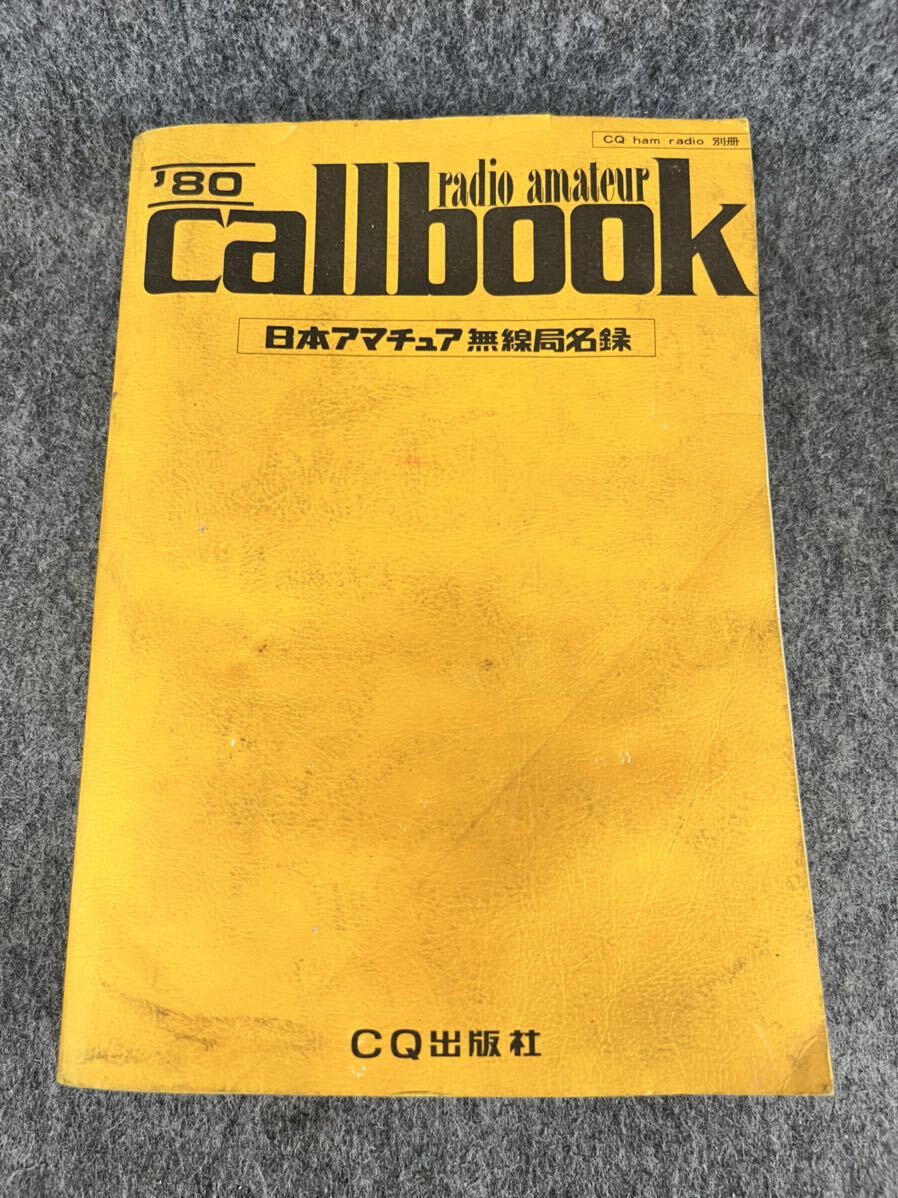 CQ ham radio 別冊
'80
radio amateur
callbook
日本アマチュア無線局名録
CQ出版社